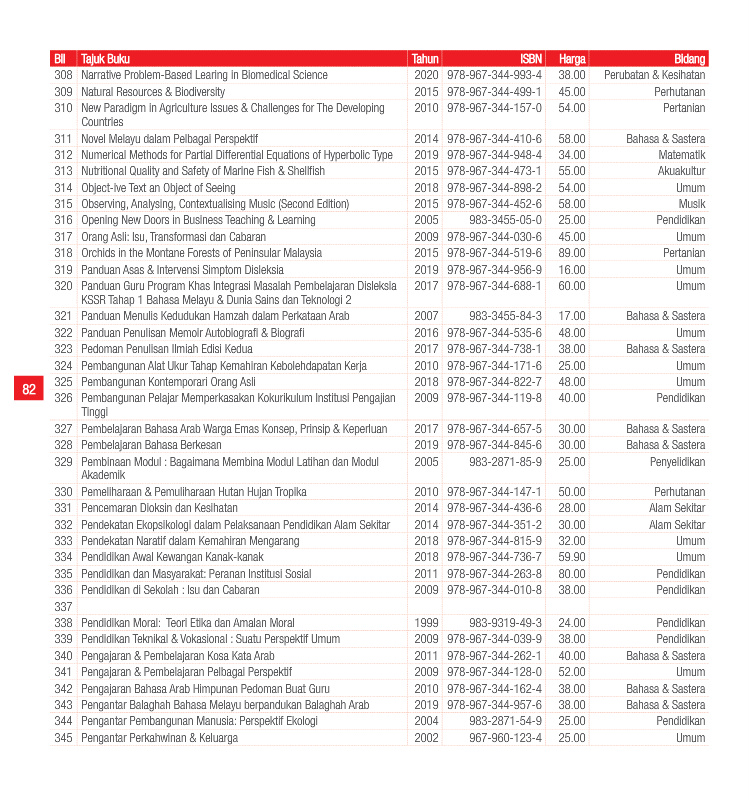 Bil Tajuk Buku Tahun ISBN Harga Bidang
308 Narrative Problem-Based Learing in Biomedical Science 2020 978-967-344-993-4 38.00 Perubatan & Kesihatan
309 Natural Resources & Biodiversity 2015 978-967-344-499-1 45.00 Perhutanan
310 New Paradigm in Agriculture Issues & Challenges for The Developing 2010 978-967-344-157-0 54.00 Pertanian
Countries
311 Novel Melayu dalam Pelbagai Perspektif 2014 978-967-344-410-6 58.00 Bahasa & Sastera
312 Numerical Methods for Partial Differential Equations of Hyperbolic Type 2019 978-967-344-948-4 34.00 Matematik
313 Nutritional Quality and Safety of Marine Fish & Shellfish 2015 978-967-344-473-1 55.00 Akuakultur
314 Object-ive Text an Object of Seeing 2018 978-967-344-898-2 54.00 Umum
315 Observing, Analysing, Contextualising Music (Second Edition) 2015 978-967-344-452-6 58.00 Musik
316 Opening New Doors in Business Teaching & Learning 2005 983-3455-05-0 25.00 Pendidikan
317 Orang Asli: Isu, Transformasi dan Cabaran 2009 978-967-344-030-6 45.00 Umum
318 Orchids in the Montane Forests of Peninsular Malaysia 2015 978-967-344-519-6 89.00 Pertanian
319 Panduan Asas & Intervensi Simptom Disleksia 2019 978-967-344-956-9 16.00 Umum
320 Panduan Guru Program Khas Integrasi Masalah Pembelajaran Disleksia 2017 978-967-344-688-1 60.00 Umum
KSSR Tahap 1 Bahasa Melayu & Dunia Sains dan Teknologi 2
321 Panduan Menulis Kedudukan Hamzah dalam Perkataan Arab 2007 983-3455-84-3 17.00 Bahasa & Sastera
322 Panduan Penulisan Memoir Autobiografi & Biografi 2016 978-967-344-535-6 48.00 Umum
323 Pedoman Penulisan Ilmiah Edisi Kedua 2017 978-967-344-738-1 38.00 Bahasa & Sastera
324 Pembangunan Alat Ukur Tahap Kemahiran Kebolehdapatan Kerja 2010 978-967-344-171-6 25.00 Umum
82
325 Pembangunan Kontemporari Orang Asli 2018 978-967-344-822-7 48.00 Umum
326 Pembangunan Pelajar Memperkasakan Kokurikulum Institusi Pengajian 2009 978-967-344-119-8 40.00 Pendidikan
Tinggi
327 Pembelajaran Bahasa Arab Warga Emas Konsep, Prinsip & Keperluan 2017 978-967-344-657-5 30.00 Bahasa & Sastera
328 Pembelajaran Bahasa Berkesan 2019 978-967-344-845-6 30.00 Bahasa & Sastera
329 Pembinaan Modul : Bagaimana Membina Modul Latihan dan Modul 2005 983-2871-85-9 25.00 Penyelidikan
Akademik
330 Pemeliharaan & Pemuliharaan Hutan Hujan Tropika 2010 978-967-344-147-1 50.00 Perhutanan
331 Pencemaran Dioksin dan Kesihatan 2014 978-967-344-436-6 28.00 Alam Sekitar
332 Pendekatan Ekopsikologi dalam Pelaksanaan Pendidikan Alam Sekitar 2014 978-967-344-351-2 30.00 Alam Sekitar
333 Pendekatan Naratif dalam Kemahiran Mengarang 2018 978-967-344-815-9 32.00 Umum
334 Pendidikan Awal Kewangan Kanak-kanak 2018 978-967-344-736-7 59.90 Umum
335 Pendidikan dan Masyarakat: Peranan Institusi Sosial 2011 978-967-344-263-8 80.00 Pendidikan
336 Pendidikan di Sekolah : Isu dan Cabaran 2009 978-967-344-010-8 38.00 Pendidikan
337
338 Pendidikan Moral: Teori Etika dan Amalan Moral 1999 983-9319-49-3 24.00 Pendidikan
339 Pendidikan Teknikal & Vokasional : Suatu Perspektif Umum 2009 978-967-344-039-9 38.00 Pendidikan
340 Pengajaran & Pembelajaran Kosa Kata Arab 2011 978-967-344-262-1 40.00 Bahasa & Sastera
341 Pengajaran & Pembelajaran Pelbagai Perspektif 2009 978-967-344-128-0 52.00 Umum
342 Pengajaran Bahasa Arab Himpunan Pedoman Buat Guru 2010 978-967-344-162-4 38.00 Bahasa & Sastera
343 Pengantar Balaghah Bahasa Melayu berpandukan Balaghah Arab 2019 978-967-344-957-6 38.00 Bahasa & Sastera
344 Pengantar Pembangunan Manusia: Perspektif Ekologi 2004 983-2871-54-9 25.00 Pendidikan
345 Pengantar Perkahwinan & Keluarga 2002 967-960-123-4 25.00 Umum